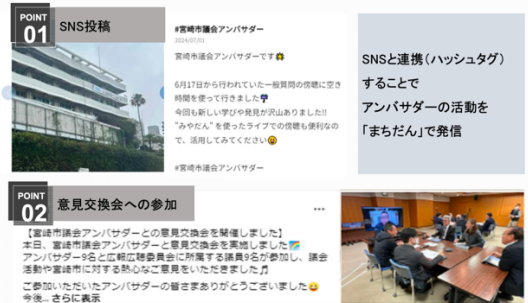 POINT
01
SNS投稿
#宮崎市議会アンバサダー
2024/07/03
宮崎市議会アンバサダーです
6月17日から行われていた一般質問の傍聴に空き
時間を使って行きました
今回も新しい学びや発見が沢山ありました!!
"みやだん" を使ったライブでの傍聴も便利なの
で、活用してみてください😆
#宮崎市議会アンバサダー
SNSと連携(ハッシュタグ)
することで
アンバサダーの活動を
「まちだん」で発信
POINT
02
意見交換会への参加
...
【宮崎市議会アンバサダーとの意見交換会を開催しました】
本日、宮崎市議会アンバサダーと意見交換会を実施しました🌈
アンバサダー9名と広報広聴委員会に所属する議員9名が参加し、議会
活動や宮崎市に対する熱心なご意見をいただきました🎵
ご参加いただいたアンバサダーの皆さまありがとうございました😄
今後... さらに表示